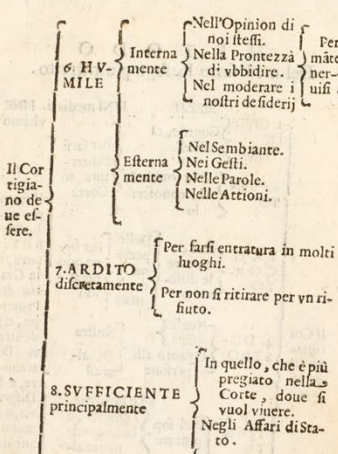 Il Cor
tigia-
no de
ue eſ-
ſere.
6. HV-
MILE
Interna
mente
Nell'Opinion di
noi ſteſſi.
Nella Prontezzà
d'vbbidire.
Nel moderare i
noſtri deſiderij
Per
mãte
ner-
uiſi
Eſterna
mente
Nel Sembiante.
Nei Geſti.
Nelle Parole.
Nelle Attioni.
7. ARDITO
diſcretamente
Per farſi entratura in molti
luoghi.
Per non ſi ritirare per vn ri-
fiuto.
8. SVFFICIENTE
principalmente
In quello, che è più
pregiato nella
Corte, doue ſi
vuol viuere.
Negli Affari di Sta-
to.